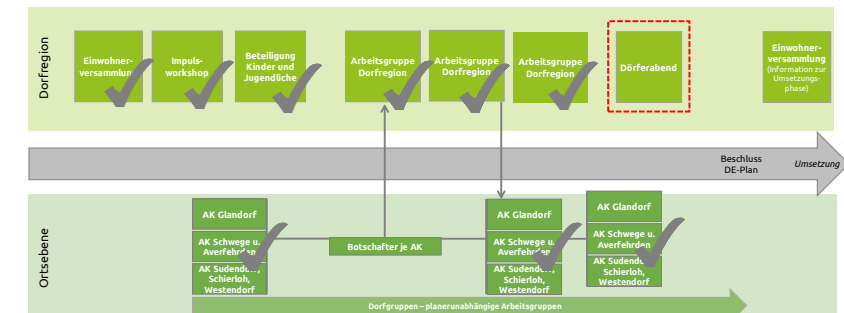 Dorfregion
Einwohner-
versammlung
Impuls-
workshop
Beteiligung
Kinder und
Jugendliche
Arbeitsgruppe
Dorfregion
Arbeitsgruppe
Dorfregion
Arbeitsgruppe
Dorfregion
Dörferabend
Einwohner-
versammlung
(Information zur
Umsetzungs-
phase)
Beschluss
DE-Plan
Umsetzung
Ortsebene
AK Glandorf
AK Schwege u.
Averfehrden
AK Sudendorf,
Schierloh,
Westendorf
Botschafter je AK
AK Glandorf
AK Schwege u.
Averfehrden
AK Sudendorf,
Schierloh,
Westendorf
AK Glandorf
AK Schwege u.
Averfehrden
AK Sudendorf,
Schierloh,
Westendorf
Dorfgruppen – planerunabhängige Arbeitsgruppen